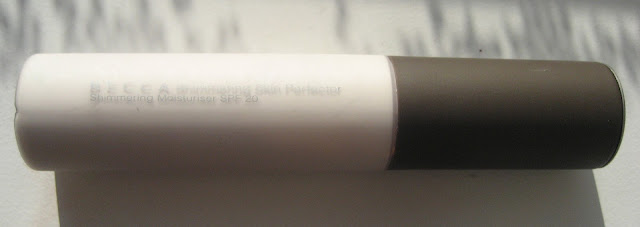 BECCA Shimmering Skin Perfector
Shimmering Moisturiser SPF 20